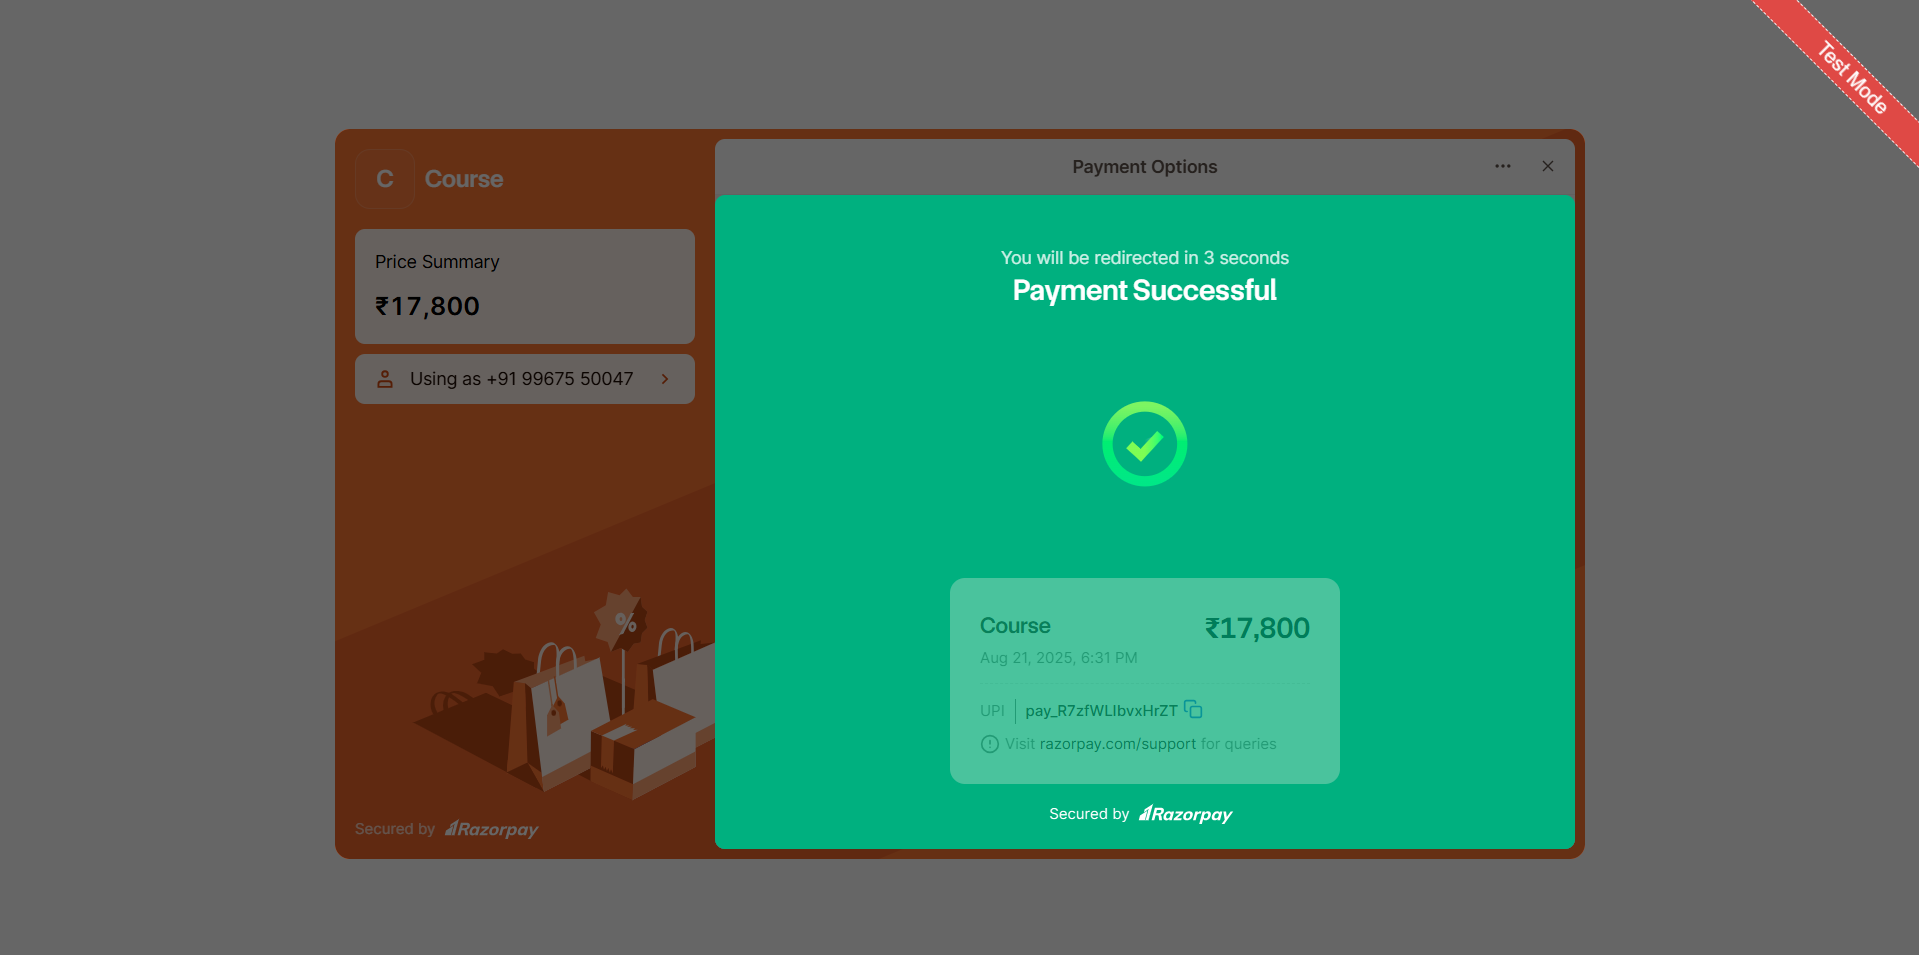 Test Mode
C
Course
Price Summary
₹17,800
Using as +91 99675 50047
%
Secured by Razorpay
Payment Options
You will be redirected in 3 seconds
Payment Successful
Course
₹17,800
Aug 21, 2025, 6:31 PM
UPI
pay_R7zfWLIbvxHrZT
Visit razorpay.com/support for queries
Secured by Razorpay